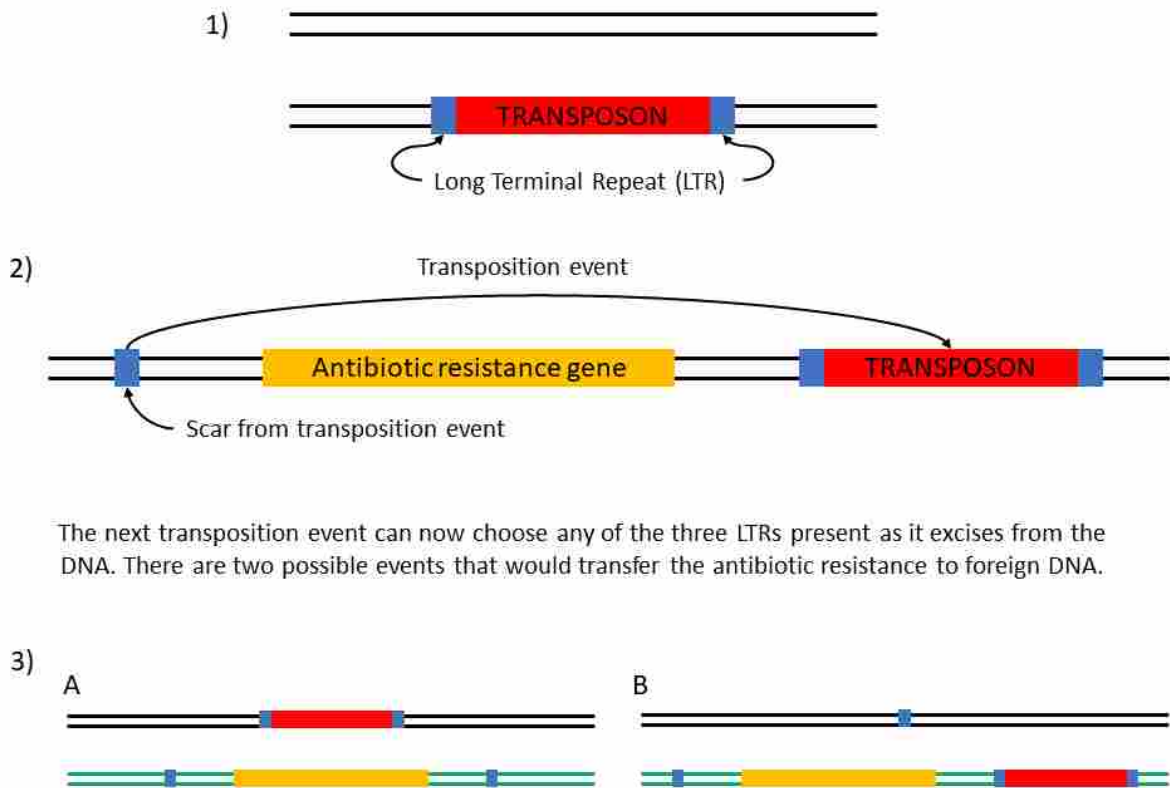 1)
TRANSPOSON
Long Terminal Repeat (LTR)
2)
Transposition event
Antibiotic resistance gene
TRANSPOSON
Scar from transposition event
The next transposition event can now choose any of the three LTRs present as it excises from the
DNA. There are two possible events that would transfer the antibiotic resistance to foreign DNA.
3)
A
B